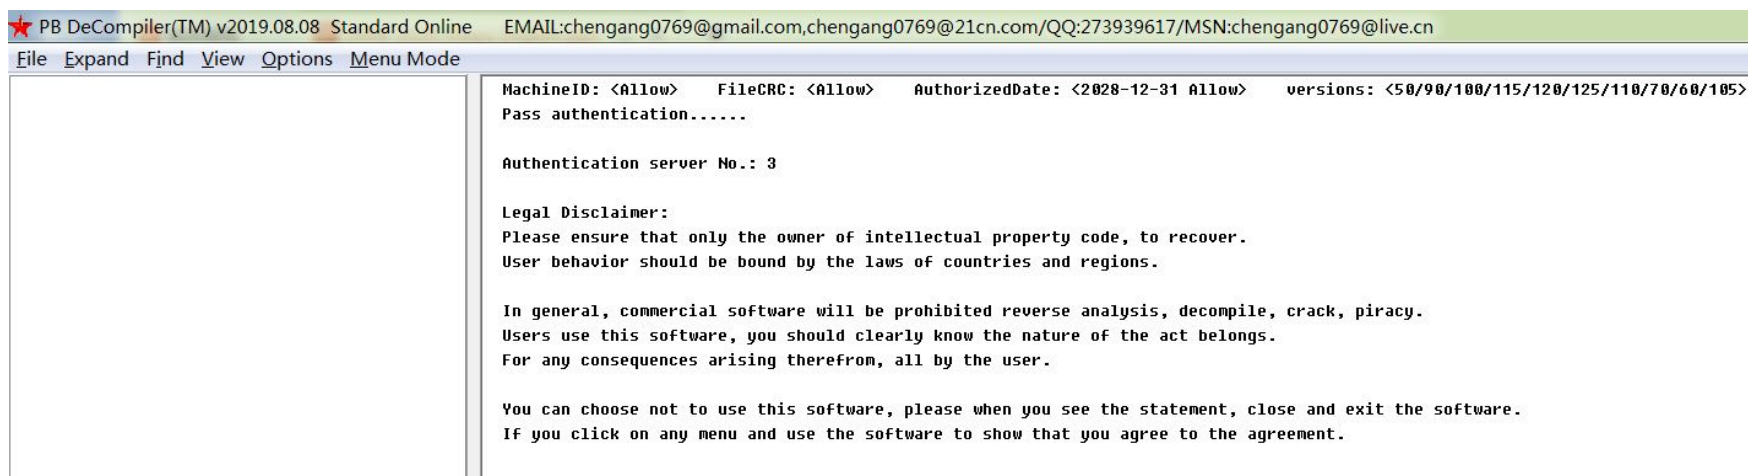 PB DeCompiler(TM) v2019.08.08 Standard Online EMAIL:chengang0769@gmail.com,chengang0769@21cn.com/QQ:273939617/MSN:chengang0769@live.cn
File Expand Find View Options Menu Mode
MachineID: <Allow> FileCRC: <Allow> AuthorizedDate: <2028-12-31 Allow> versions: <50/90/100/115/120/125/110/70/60/105>
Pass authentication......
Authentication server No.: 3
Legal Disclaimer:
Please ensure that only the owner of intellectual property code, to recover.
User behavior should be bound by the laws of countries and regions.
In general, commercial software will be prohibited reverse analysis, decompile, crack, piracy.
Users use this software, you should clearly know the nature of the act belongs.
For any consequences arising therefrom, all by the user.
You can choose not to use this software, please when you see the statement, close and exit the software.
If you click on any menu and use the software to show that you agree to the agreement.